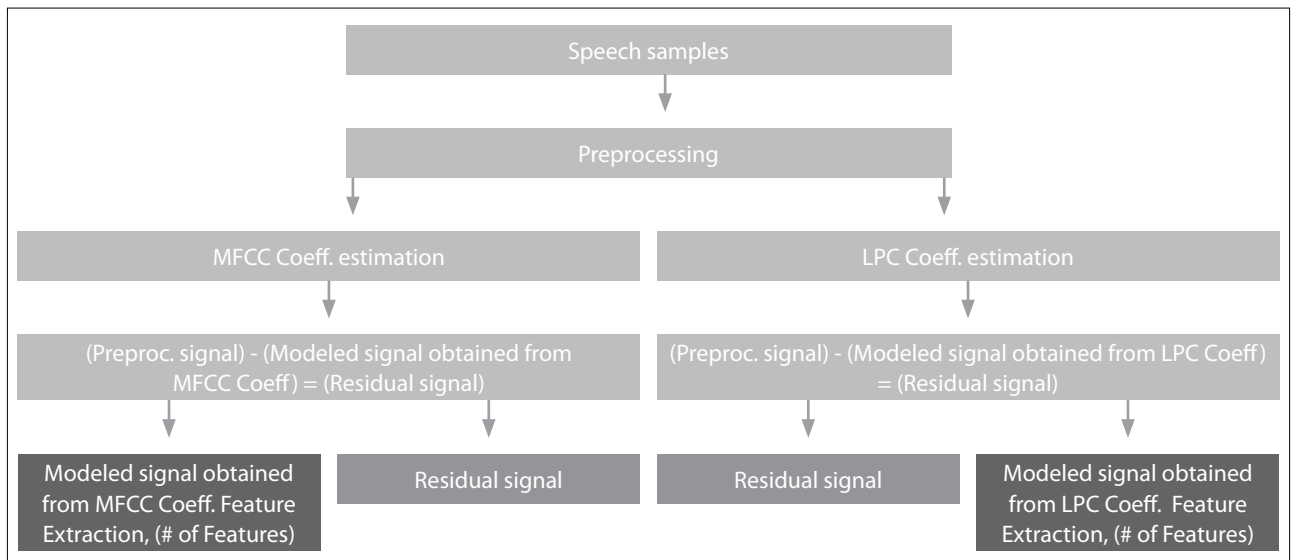 Speech samples
Preprocessing
MFCC Coeff. estimation
LPC Coeff. estimation
(Preproc. signal) - (Modeled signal obtained from
MFCC Coeff) = (Residual signal)
(Preproc. signal) - (Modeled signal obtained from LPC Coeff)
= (Residual signal)
Modeled signal obtained
from MFCC Coeff. Feature
Extraction, (# of Features)
Residual signal
Residual signal
Modeled signal obtained
from LPC Coeff. Feature
Extraction, (# of Features)